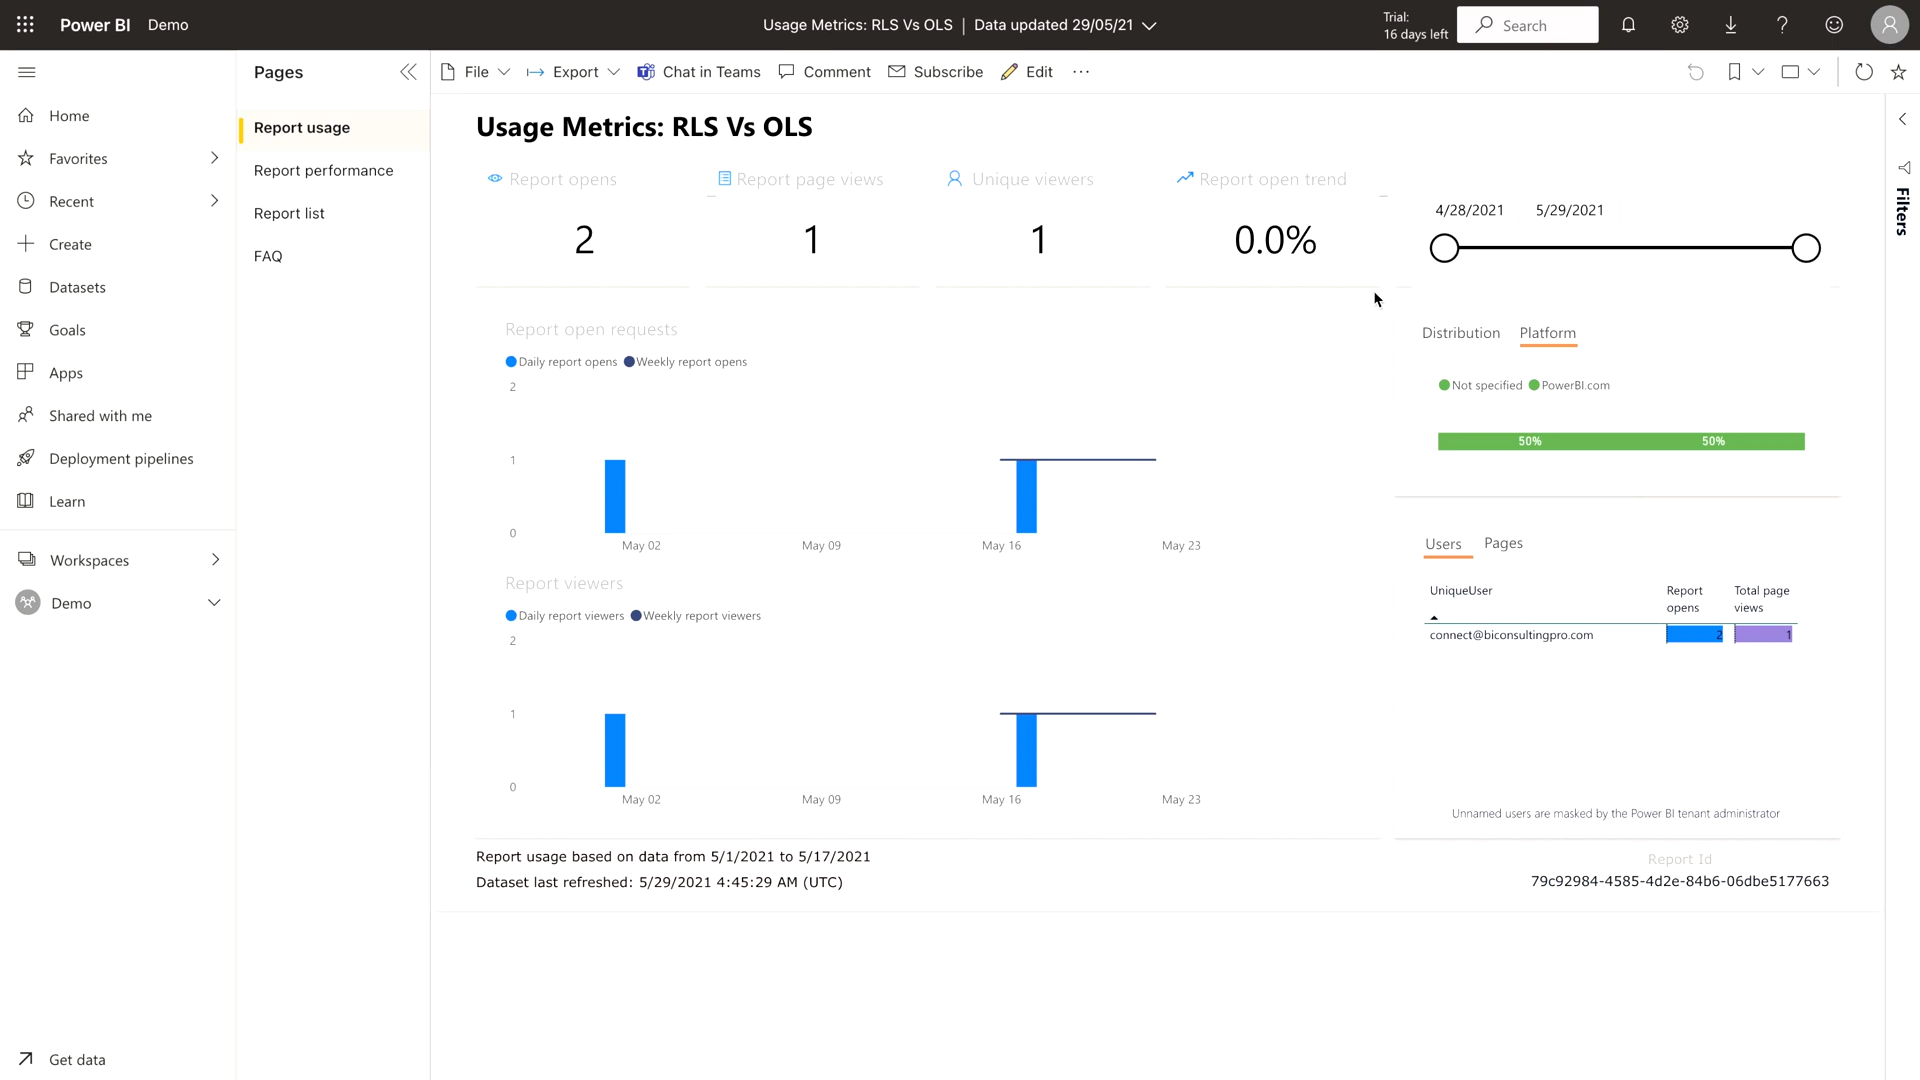 Power BI Demo
Usage Metrics: RLS Vs OLS | Data updated 29/05/21
Trial:
16 days left
Search
Home
Favorites
Recent
Create
Datasets
Goals
Apps
Shared with me
Deployment pipelines
Learn
Workspaces
Demo
Get data
Pages
Report usage
Report performance
Report list
FAQ
File Export Chat in Teams Comment Subscribe Edit ...
Usage Metrics: RLS Vs OLS
Report opens Report page views Unique viewers Report open trend
2 1 1 0.0%
4/28/2021 5/29/2021
Filters
Report open requests
Daily report opens Weekly report opens
2
1
0
May 02 May 09 May 16 May 23
Report viewers
Daily report viewers Weekly report viewers
2
1
0
May 02 May 09 May 16 May 23
Distribution Platform
Not specified PowerBI.com
50% 50%
Users Pages
UniqueUser Report opens Total page views
connect@biconsultingpro.com 2 1
Unnamed users are masked by the Power BI tenant administrator
Report usage based on data from 5/1/2021 to 5/17/2021
Dataset last refreshed: 5/29/2021 4:45:29 AM (UTC)
Report Id
79c92984-4585-4d2e-84b6-06dbe5177663